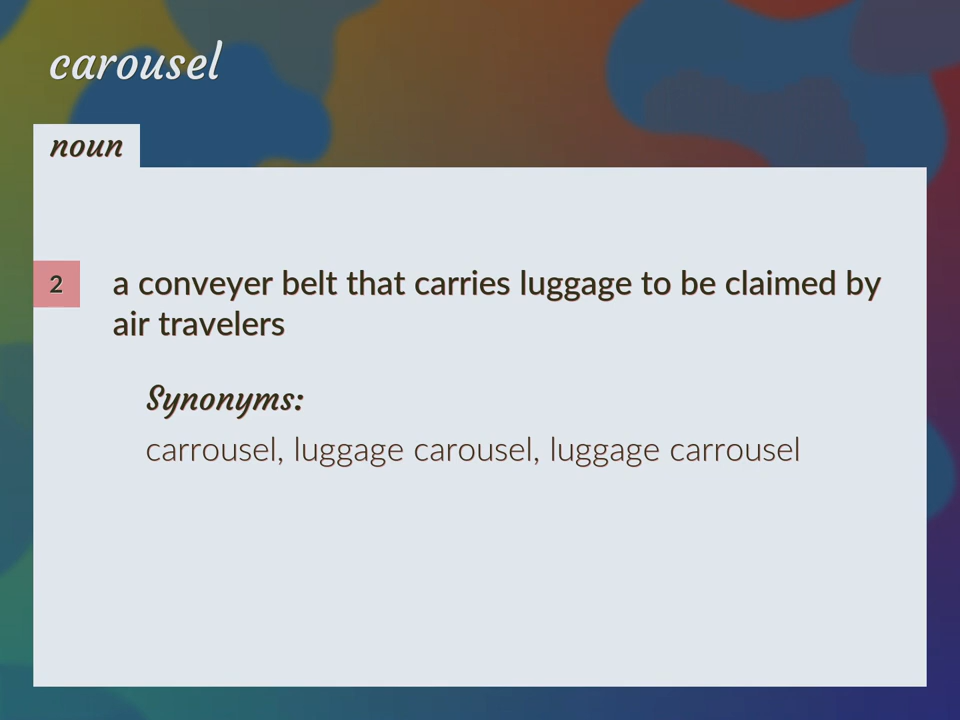 carousel
noun
2
a conveyer belt that carries luggage to be claimed by
air travelers
Synonyms:
carrousel, luggage carousel, luggage carrousel